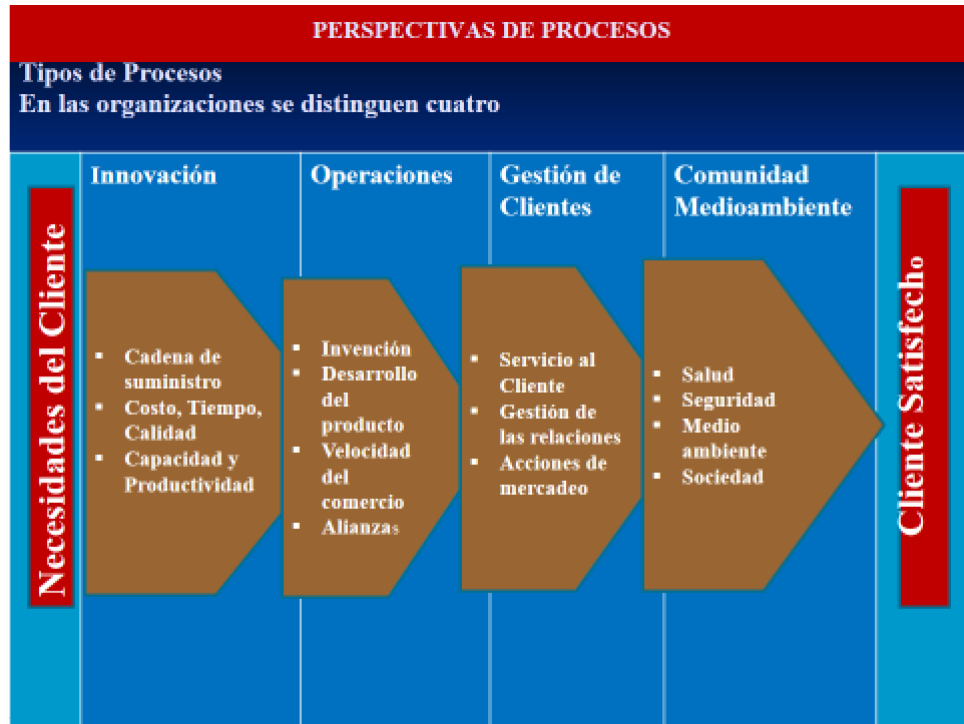 PERSPECTIVAS DE PROCESOS
Tipos de Procesos
En las organizaciones se distinguen cuatro
Necesidades del Cliente
Innovación
▪ Cadena de
suministro
▪ Costo, Tiempo,
Calidad
▪ Capacidad y
Productividad
Operaciones
▪ Invención
▪ Desarrollo
del
producto
▪ Velocidad
del
comercio
▪ Alianzas
Gestión de
Clientes
▪ Servicio al
Cliente
▪ Gestión de
las relaciones
▪ Acciones de
mercadeo
Comunidad
Medioambiente
▪ Salud
▪ Seguridad
▪ Medio
ambiente
▪ Sociedad
Cliente Satisfecho